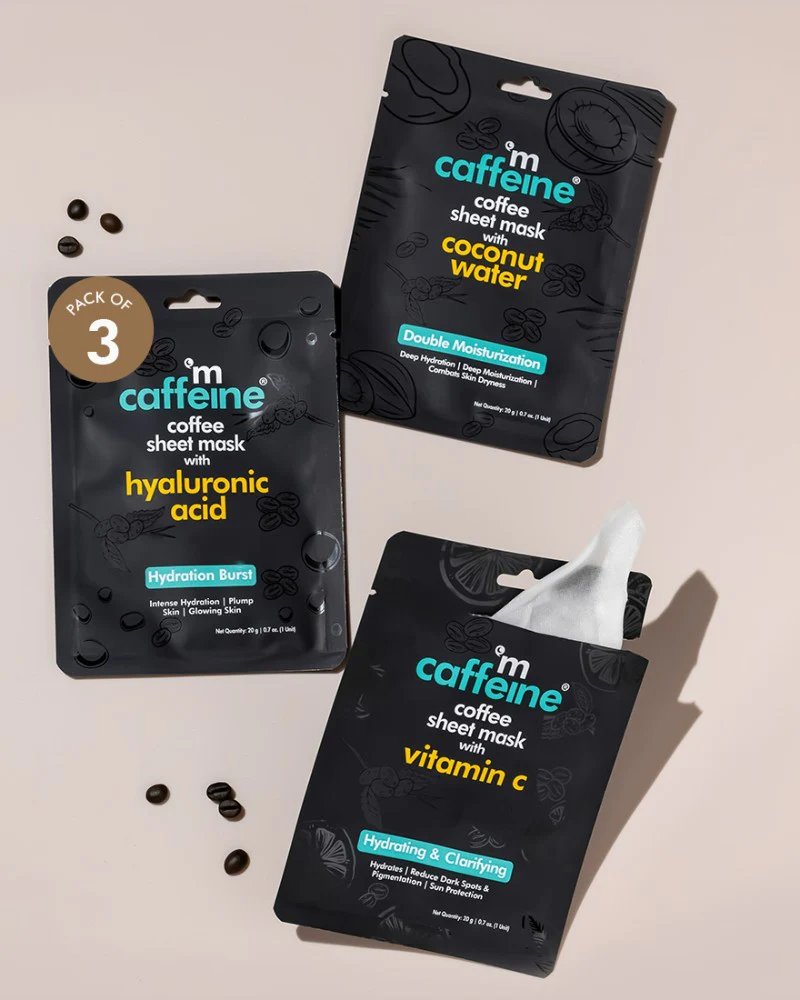 'm
caffeine®
coffee
sheet mask
with
coconut
water
Double Moisturization
Deep Hydration | Deep Moisturization |
Combats Skin Dryness
Net Quantity: 20 g | 0.7 oz. (1 Unit)
PACK OF
3
'm
caffeine®
coffee
sheet mask
with
hyaluronic
acid
Hydration Burst
Intense Hydration | Plump
Skin | Glowing Skin
Net Quantity: 20 g | 0.7 oz. (1 Unit)
'm
caffeine®
coffee
sheet mask
with
vitamin c
Hydrating & Clarifying
Hydrates | Reduce Dark Spots &
Pigmentation | Sun Protection
Net Quantity: 20 g | 0.7 oz. (1 Unit)